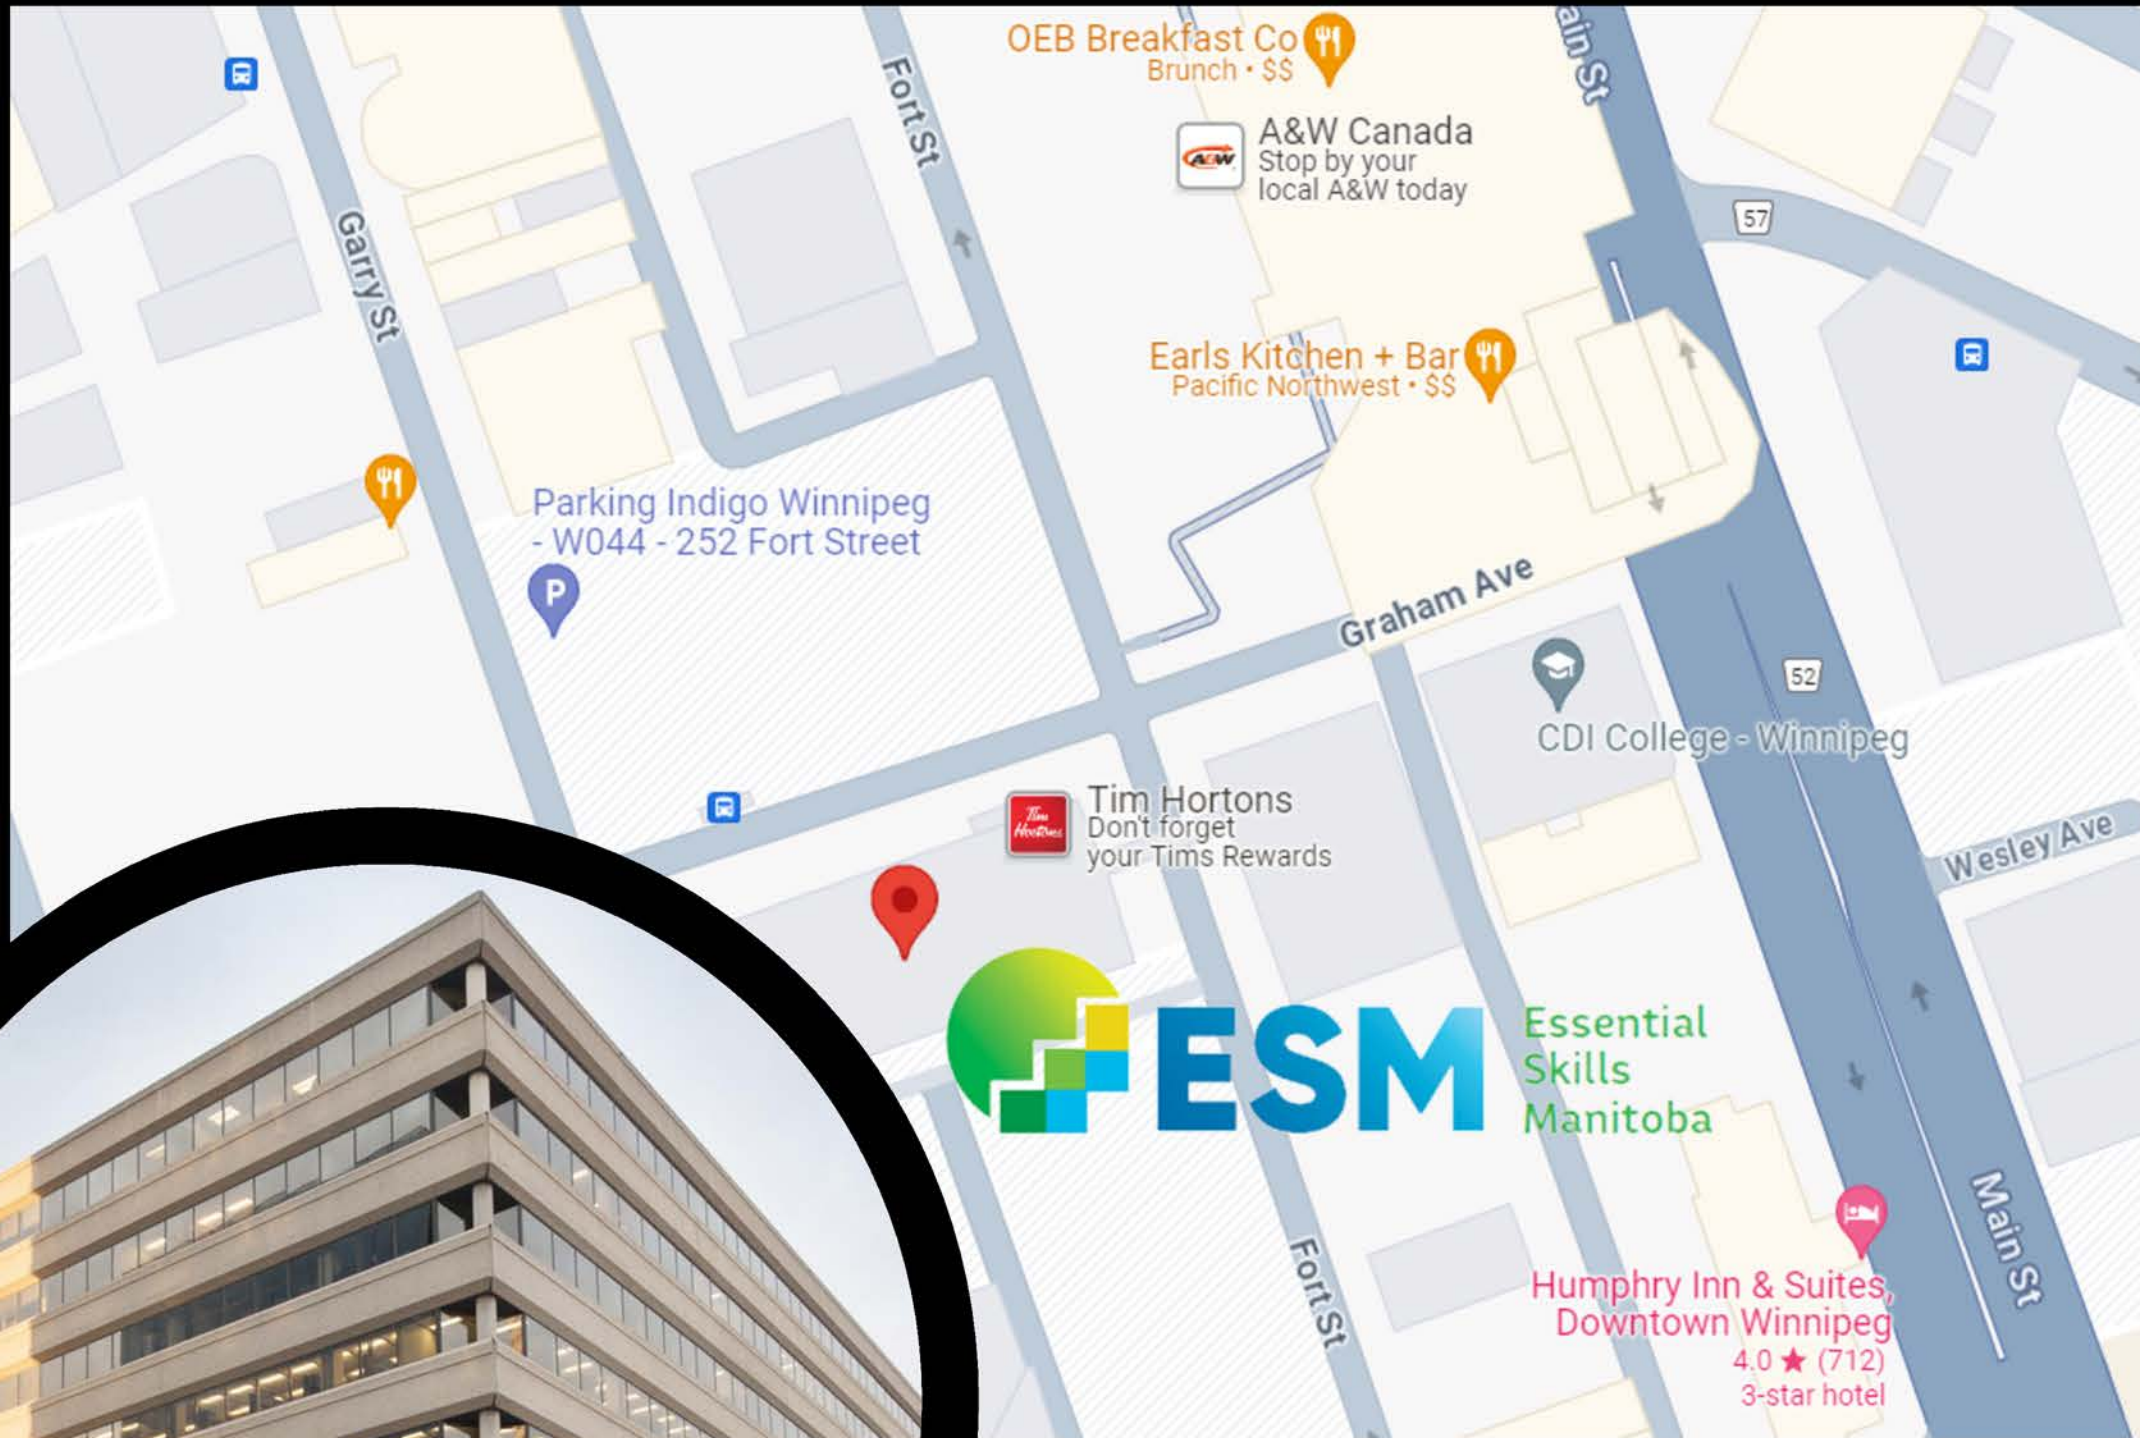 OEB Breakfast Co
Brunch • $$
ain St
Fort St
A&W
A&W Canada
Stop by your
local A&W today
57
Garry St
Earls Kitchen + Bar
Pacific Northwest • $$
Parking Indigo Winnipeg
- W044 - 252 Fort Street
P
Graham Ave
52
CDI College - Winnipeg
Tim
Hortons
Tim Hortons
Don't forget
your Tims Rewards
Wesley Ave
ESM
Essential
Skills
Manitoba
Main St
Fort St
Humphry Inn & Suites,
Downtown Winnipeg
4.0 ★ (712)
3-star hotel